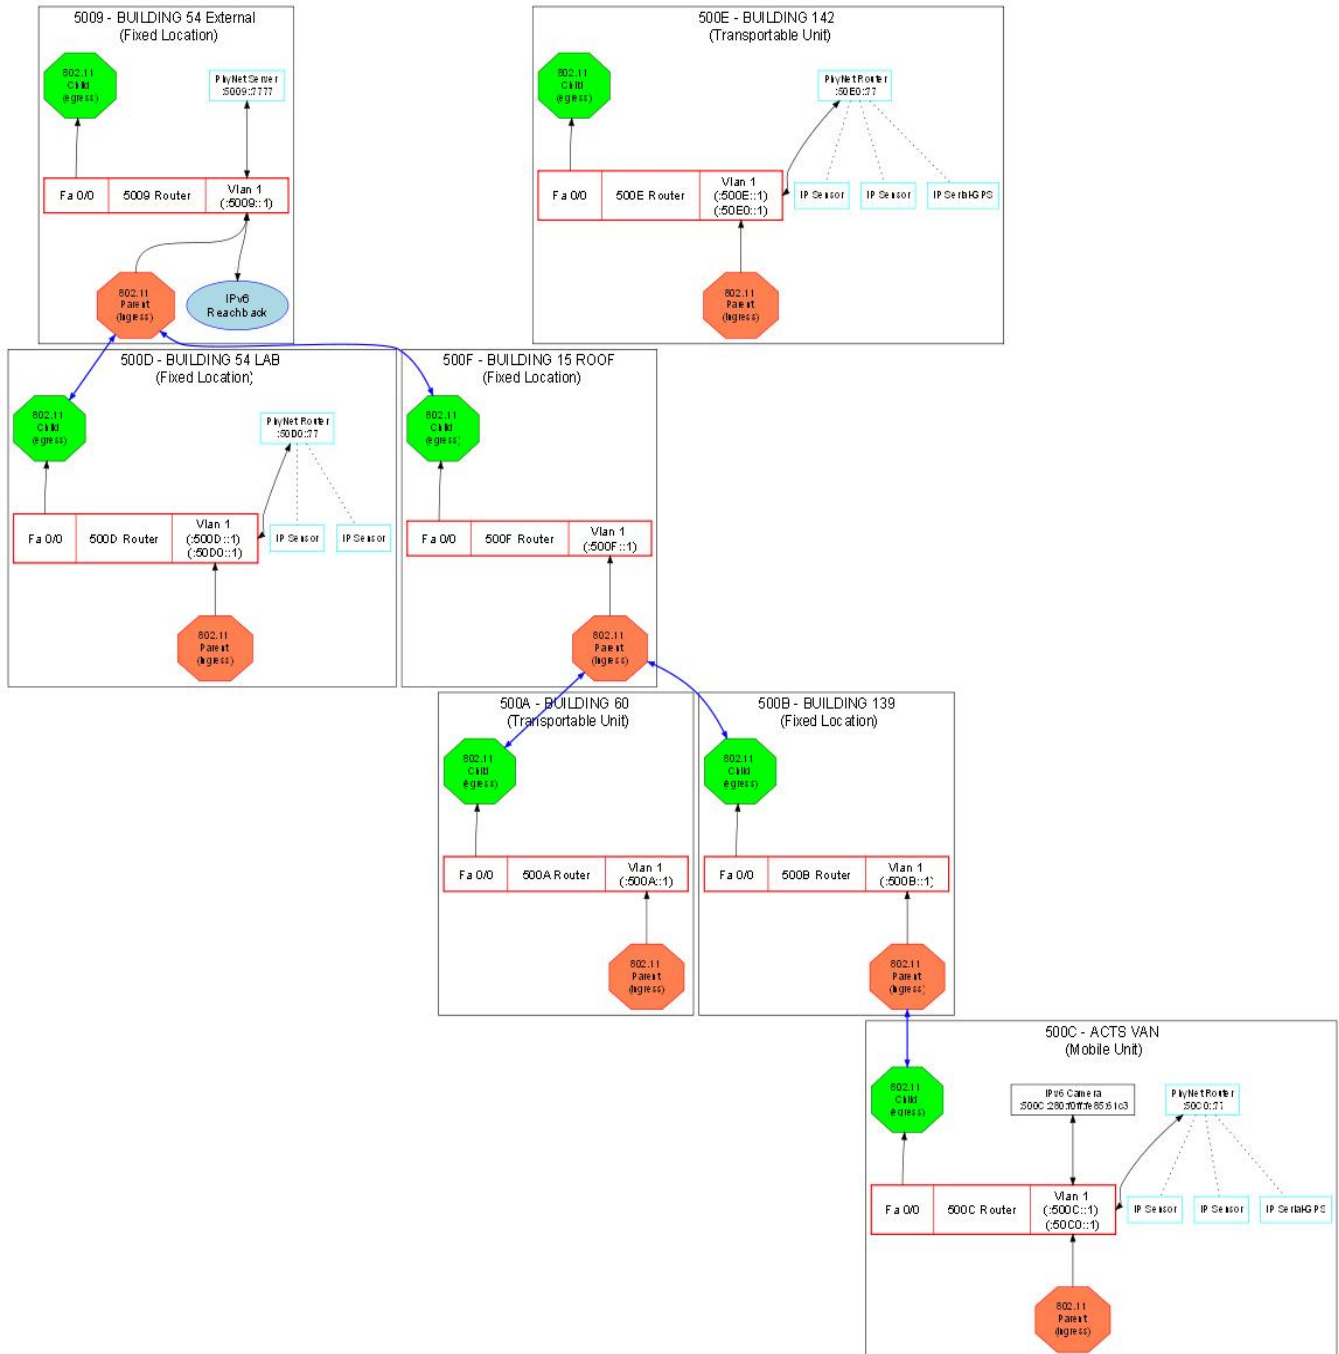 5009 - BUILDING 54 External
(Fixed Location)
802.11
Child
(egress)
PhyNet Server
:5009::7777
Fa 0/0
5009 Router
Vlan 1
(:5009::1)
802.11
Parent
(Ingress)
IPv6
Reachback
500E - BUILDING 142
(Transportable Unit)
802.11
Child
(egress)
PhyNet Router
:50E0::77
Fa 0/0
500E Router
Vlan 1
(:500E::1)
(:50E0::1)
IP Sensor
IP Sensor
IP Serial-GPS
802.11
Parent
(Ingress)
500D - BUILDING 54 LAB
(Fixed Location)
802.11
Child
(egress)
PhyNet Router
:50D0::77
Fa 0/0
500D Router
Vlan 1
(:500D::1)
(:50D0::1)
IP Sensor
IP Sensor
802.11
Parent
(Ingress)
500F - BUILDING 15 ROOF
(Fixed Location)
802.11
Child
(egress)
Fa 0/0
500F Router
Vlan 1
(:500F::1)
802.11
Parent
(Ingress)
500A - BUILDING 60
(Transportable Unit)
802.11
Child
(egress)
Fa 0/0
500A Router
Vlan 1
(:500A::1)
802.11
Parent
(Ingress)
500B - BUILDING 139
(Fixed Location)
802.11
Child
(egress)
Fa 0/0
500B Router
Vlan 1
(:500B::1)
802.11
Parent
(Ingress)
500C - ACTS VAN
(Mobile Unit)
802.11
Child
(egress)
IPv6 Camera
:500C:280:f0ff:fe85:61c3
PhyNet Router
:50C0::77
Fa 0/0
500C Router
Vlan 1
(:500C::1)
(:50C0::1)
IP Sensor
IP Sensor
IP Serial-GPS
802.11
Parent
(Ingress)